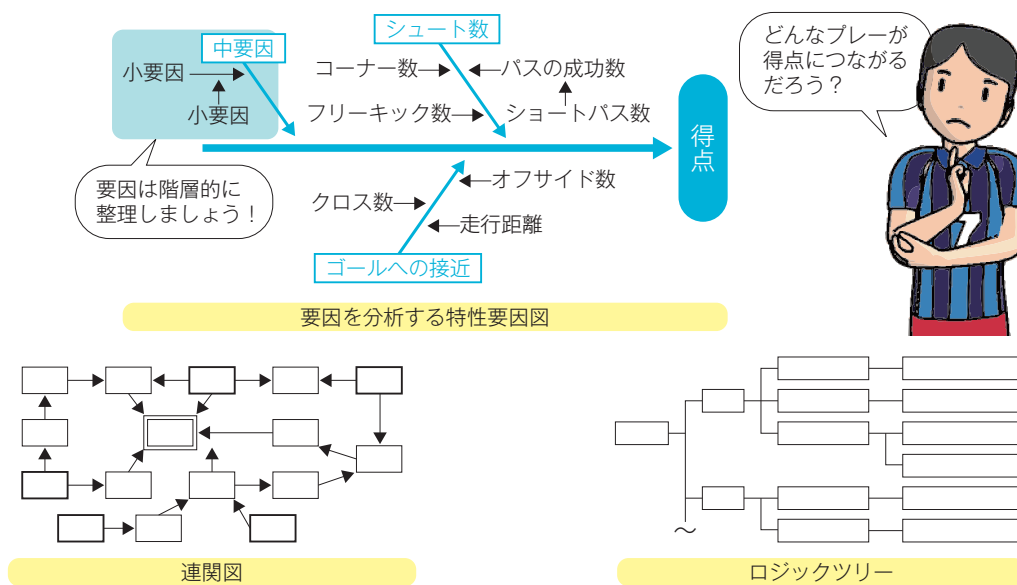 中要因
小要因
小要因
要因は階層的に
整理しましょう！
シュート数
コーナー数
パスの成功数
フリーキック数
ショートパス数
得点
クロス数
オフサイド数
走行距離
ゴールへの接近
どんなプレーが
得点につながる
だろう？
7
要因を分析する特性要因図
連関図
〜
ロジックツリー